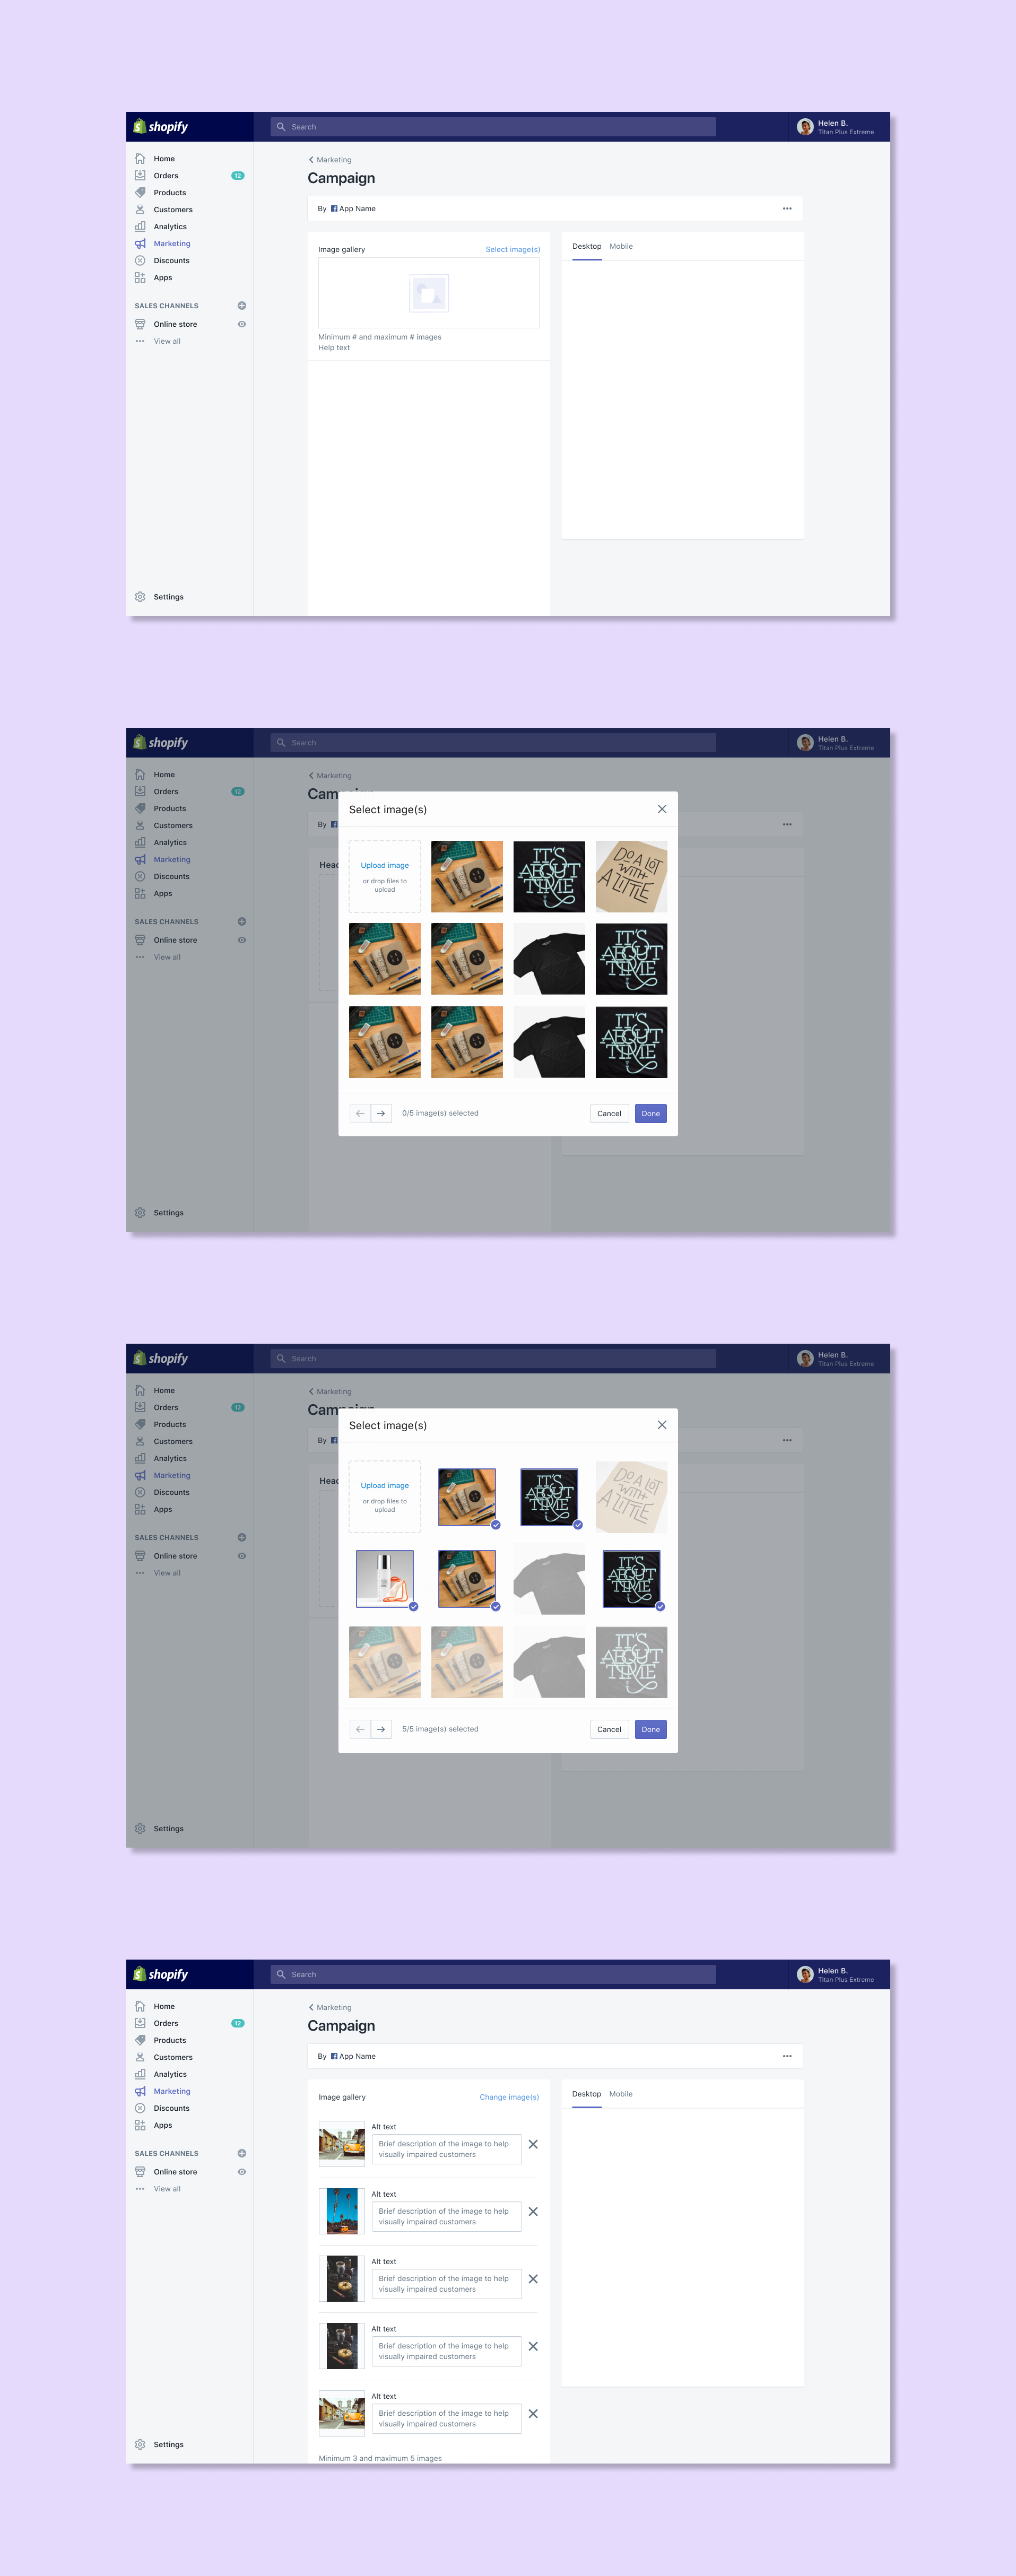 shopify
Search
Helen B.
Titan Plus Extreme
Home
Orders
12
Products
Customers
Analytics
Marketing
Discounts
Apps
SALES CHANNELS
Online store
View all
Settings
Marketing
Campaign
By App Name
Image gallery
Select image(s)
Minimum # and maximum # images
Help text
Desktop
Mobile
shopify
Search
Helen B.
Titan Plus Extreme
Home
Orders
12
Products
Customers
Analytics
Marketing
Discounts
Apps
SALES CHANNELS
Online store
View all
Settings
Marketing
Cam
By
Head
Select image(s)
Upload image
or drop files to
upload
IT'S
ABOUT
TIME
DO A LOT
WITH
A LITTLE
IT'S
ABOUT
TIME
IT'S
ABOUT
TIME
0/5 image(s) selected
Cancel
Done
shopify
Search
Helen B.
Titan Plus Extreme
Home
Orders
12
Products
Customers
Analytics
Marketing
Discounts
Apps
SALES CHANNELS
Online store
View all
Settings
Marketing
Cam
By
Head
Select image(s)
Upload image
or drop files to
upload
IT'S
ABOUT
TIME
DO A LOT
WITH
A LITTLE
IT'S
ABOUT
TIME
IT'S
ABOUT
TIME
5/5 image(s) selected
Cancel
Done
shopify
Search
Helen B.
Titan Plus Extreme
Home
Orders
12
Products
Customers
Analytics
Marketing
Discounts
Apps
SALES CHANNELS
Online store
View all
Settings
Marketing
Campaign
By App Name
Image gallery
Change image(s)
Alt text
Brief description of the image to help
visually impaired customers
Alt text
Brief description of the image to help
visually impaired customers
Alt text
Brief description of the image to help
visually impaired customers
Alt text
Brief description of the image to help
visually impaired customers
Alt text
Brief description of the image to help
visually impaired customers
Minimum 3 and maximum 5 images
Desktop
Mobile